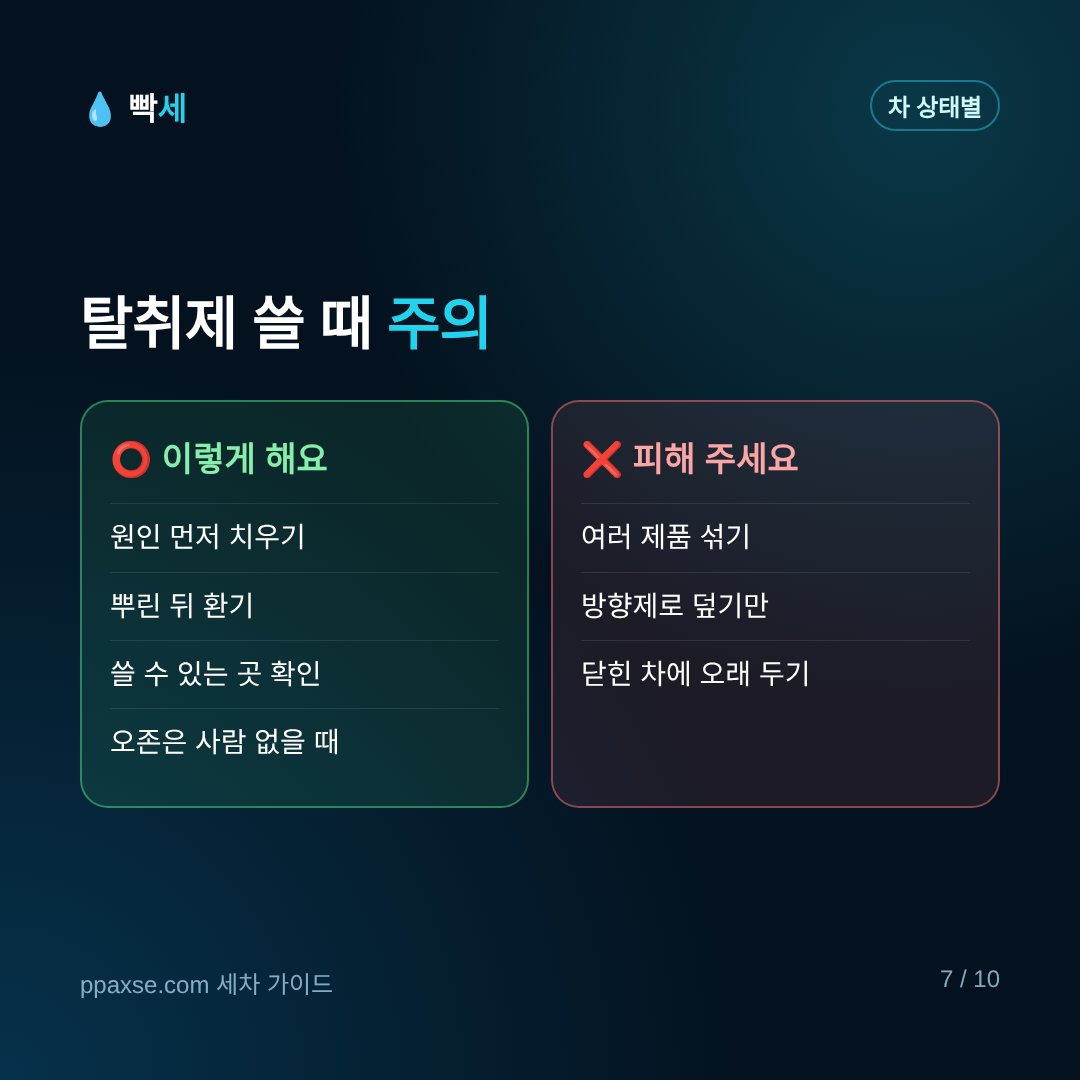 💧 빡세
차 상태별
탈취제 쓸 때 주의
⭕ 이렇게 해요
원인 먼저 치우기
뿌린 뒤 환기
쓸 수 있는 곳 확인
오존은 사람 없을 때
❌ 피해 주세요
여러 제품 섞기
방향제로 덮기만
닫힌 차에 오래 두기
ppaxse.com 세차 가이드
7 / 10